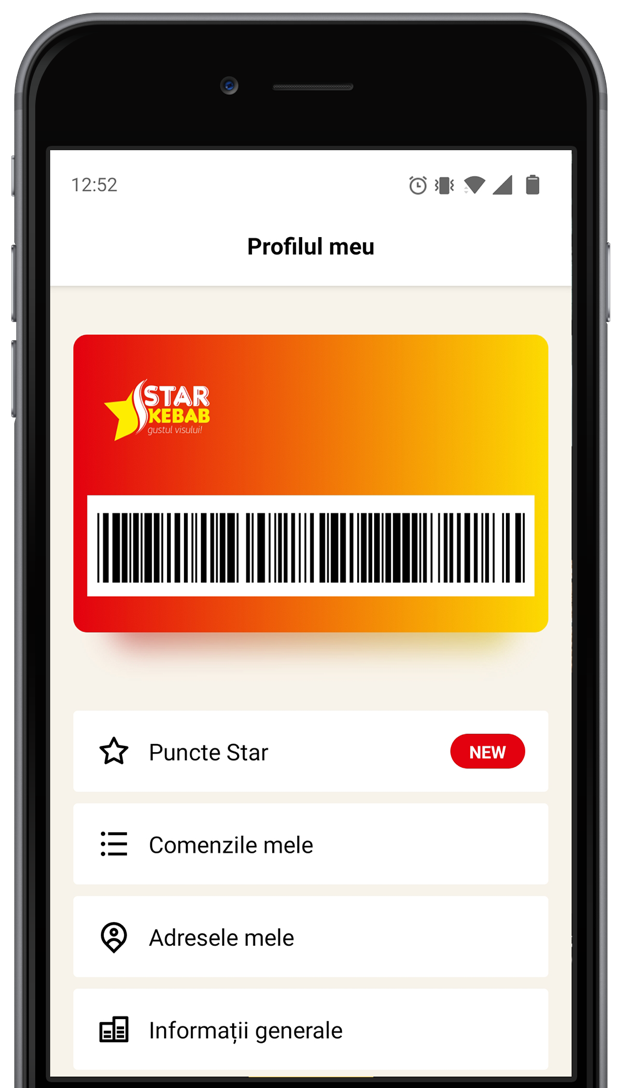 12:52
Profilul meu
STAR
KEBAB
gustul visului!
Puncte Star
NEW
Comenzile mele
Adresele mele
Informații generale